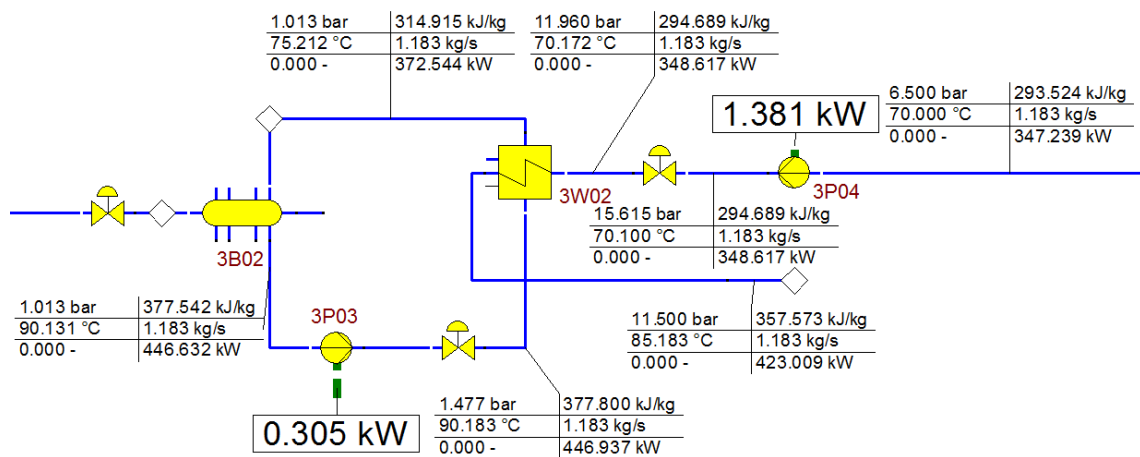 1.013 bar 314.915 kJ/kg
75.212 °C 1.183 kg/s
0.000 - 372.544 kW
11.960 bar 294.689 kJ/kg
70.172 °C 1.183 kg/s
0.000 - 348.617 kW
6.500 bar 293.524 kJ/kg
70.000 °C 1.183 kg/s
0.000 - 347.239 kW
1.381 kW
3W02
3P04
15.615 bar 294.689 kJ/kg
70.100 °C 1.183 kg/s
0.000 - 348.617 kW
3B02
1.013 bar 377.542 kJ/kg
90.131 °C 1.183 kg/s
0.000 - 446.632 kW
3P03
11.500 bar 357.573 kJ/kg
85.183 °C 1.183 kg/s
0.000 - 423.009 kW
0.305 kW
1.477 bar 377.800 kJ/kg
90.183 °C 1.183 kg/s
0.000 - 446.937 kW